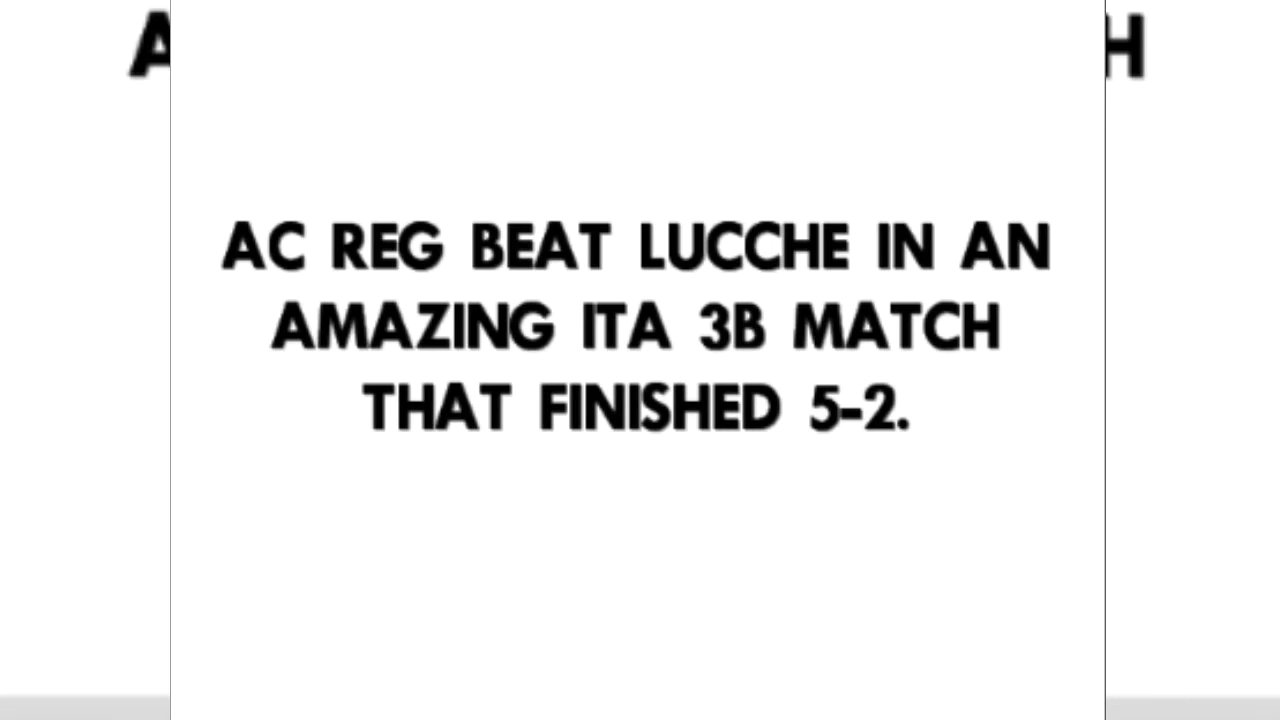 AC REG BEAT LUCCHE IN AN
AMAZING ITA 3B MATCH
THAT FINISHED 5-2.